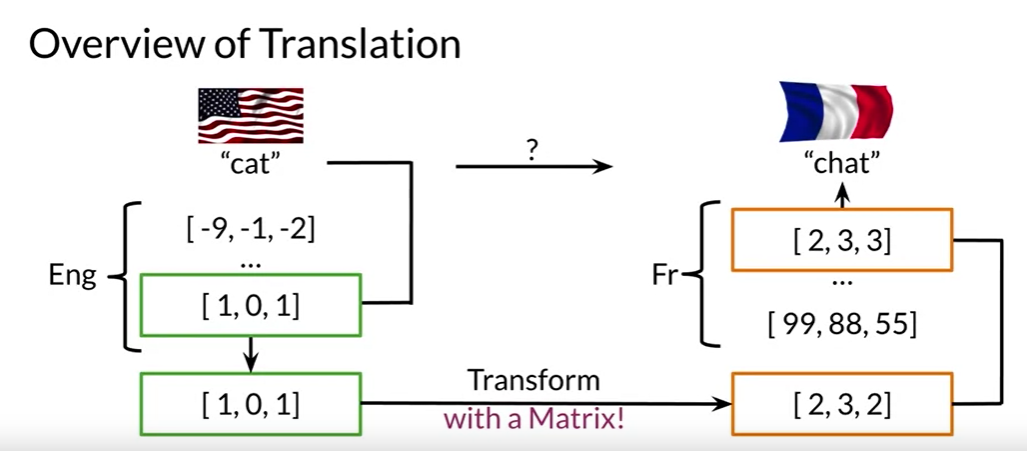 Overview of Translation
"cat"
?
"chat"
Eng
[ -9, -1, -2]
...
[ 1, 0, 1]
[ 1, 0, 1]
Transform
with a Matrix!
Fr
[ 2, 3, 3]
...
[ 99, 88, 55]
[ 2, 3, 2]